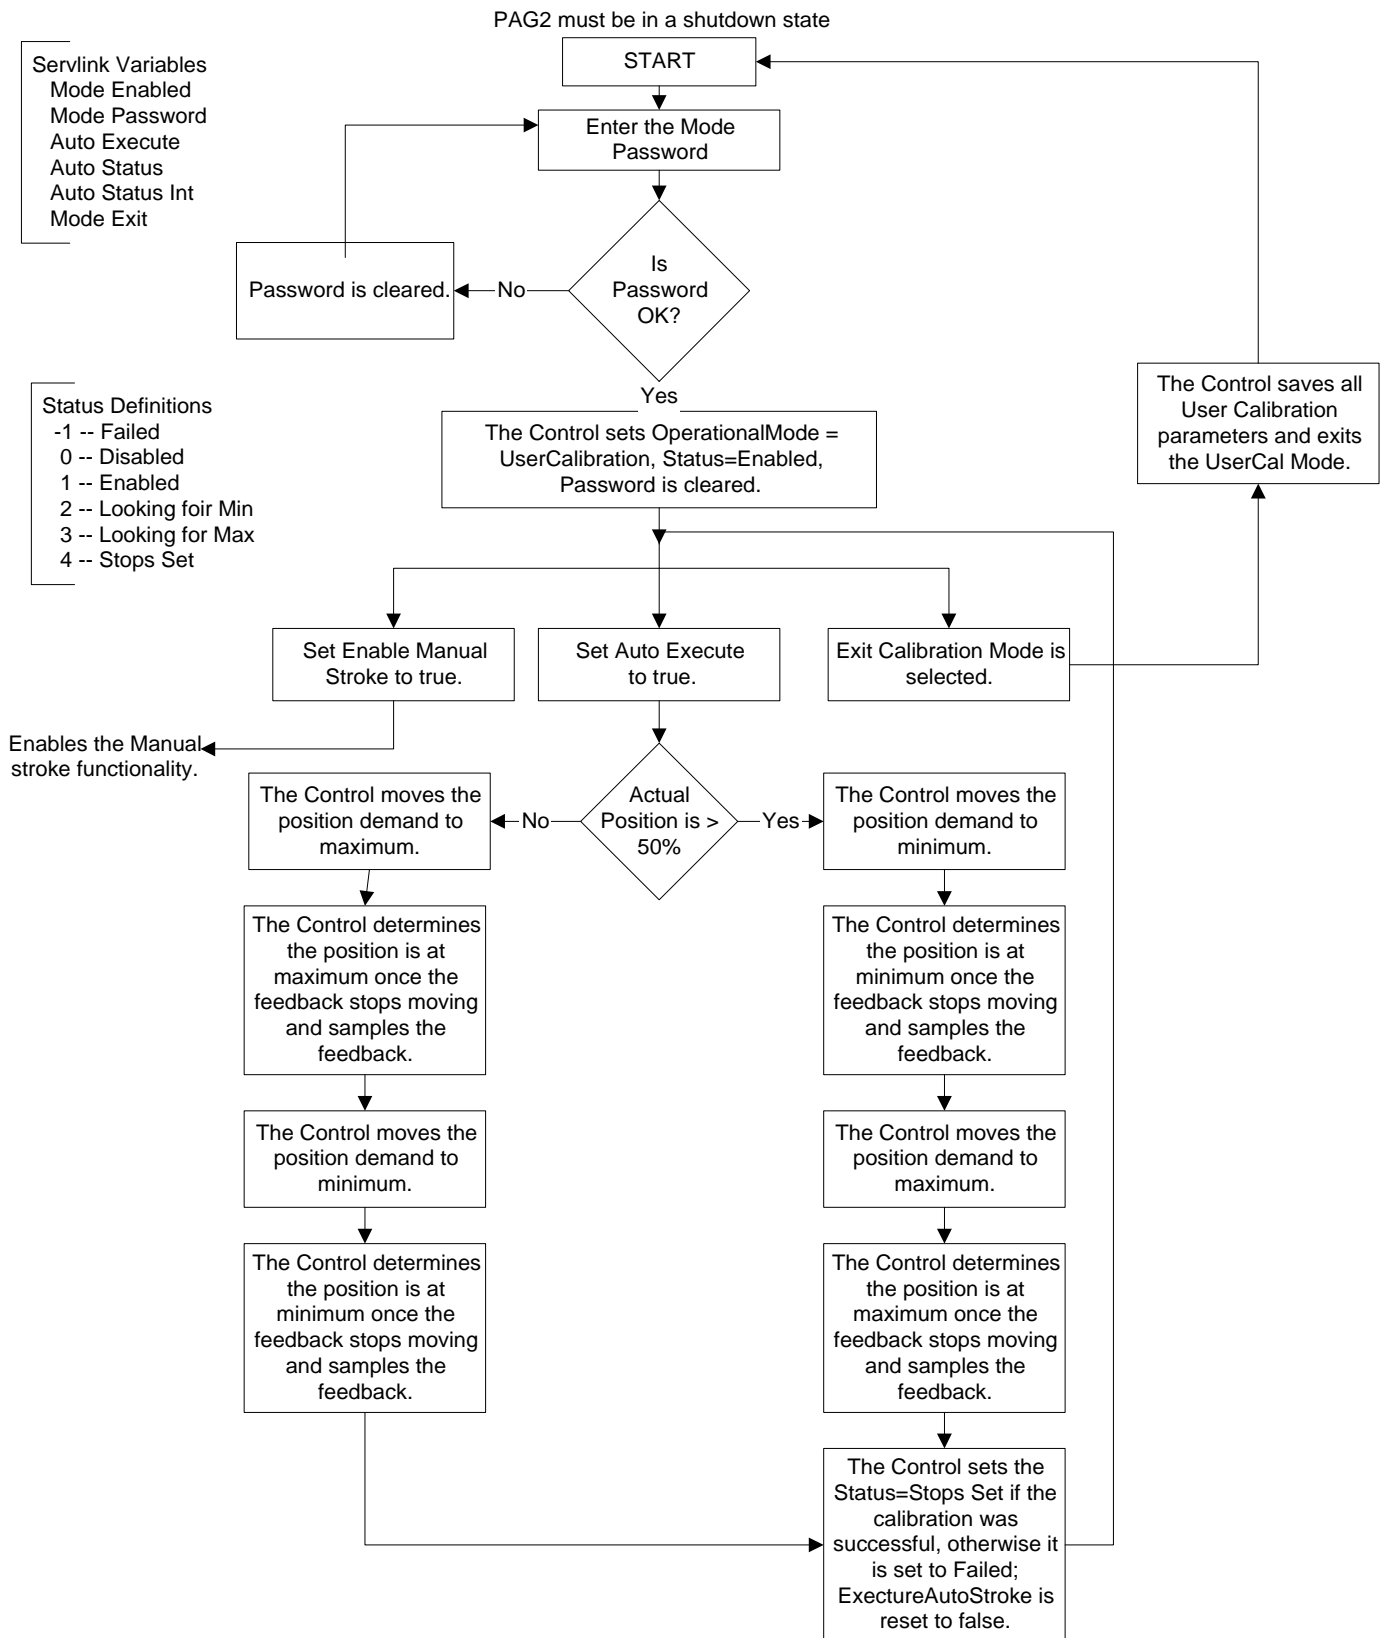 PAG2 must be in a shutdown state
START
Servlink Variables
Mode Enabled
Mode Password
Auto Execute
Auto Status
Auto Status Int
Mode Exit
Enter the Mode
Password
Is
Password
OK?
No
Password is cleared.
Yes
The Control saves all
User Calibration
parameters and exits
the UserCal Mode.
Status Definitions
-1 -- Failed
0 -- Disabled
1 -- Enabled
2 -- Looking foir Min
3 -- Looking for Max
4 -- Stops Set
The Control sets OperationalMode =
UserCalibration, Status=Enabled,
Password is cleared.
Set Enable Manual
Stroke to true.
Set Auto Execute
to true.
Exit Calibration Mode is
selected.
Enables the Manual
stroke functionality.
Actual
Position is >
50%
No
Yes
The Control moves the
position demand to
maximum.
The Control determines
the position is at
maximum once the
feedback stops moving
and samples the
feedback.
The Control moves the
position demand to
minimum.
The Control determines
the position is at
minimum once the
feedback stops moving
and samples the
feedback.
The Control moves the
position demand to
minimum.
The Control determines
the position is at
minimum once the
feedback stops moving
and samples the
feedback.
The Control moves the
position demand to
maximum.
The Control determines
the position is at
maximum once the
feedback stops moving
and samples the
feedback.
The Control sets the
Status=Stops Set if the
calibration was
successful, otherwise it
is set to Failed;
ExectureAutoStroke is
reset to false.